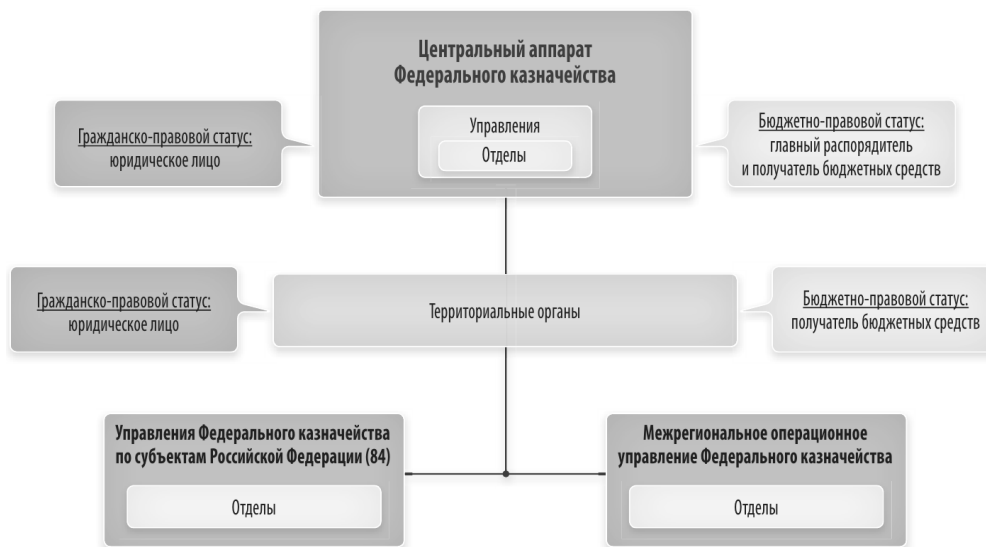 Центральный аппарат
Федерального казначейства
Управления
Отделы
Гражданско-правовой статус:
юридическое лицо
Бюджетно-правовой статус:
главный распорядитель
и получатель бюджетных средств
Гражданско-правовой статус:
юридическое лицо
Территориальные органы
Бюджетно-правовой статус:
получатель бюджетных средств
Управления Федерального казначейства
по субъектам Российской Федерации (84)
Отделы
Межрегиональное операционное
управление Федерального казначейства
Отделы